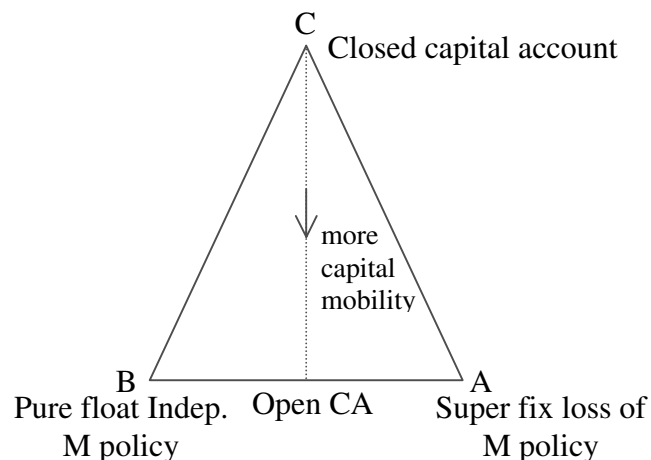 C
Closed capital account
more
capital
mobility
B
A
Pure float Indep.
M policy
Open CA
Super fix loss of
M policy